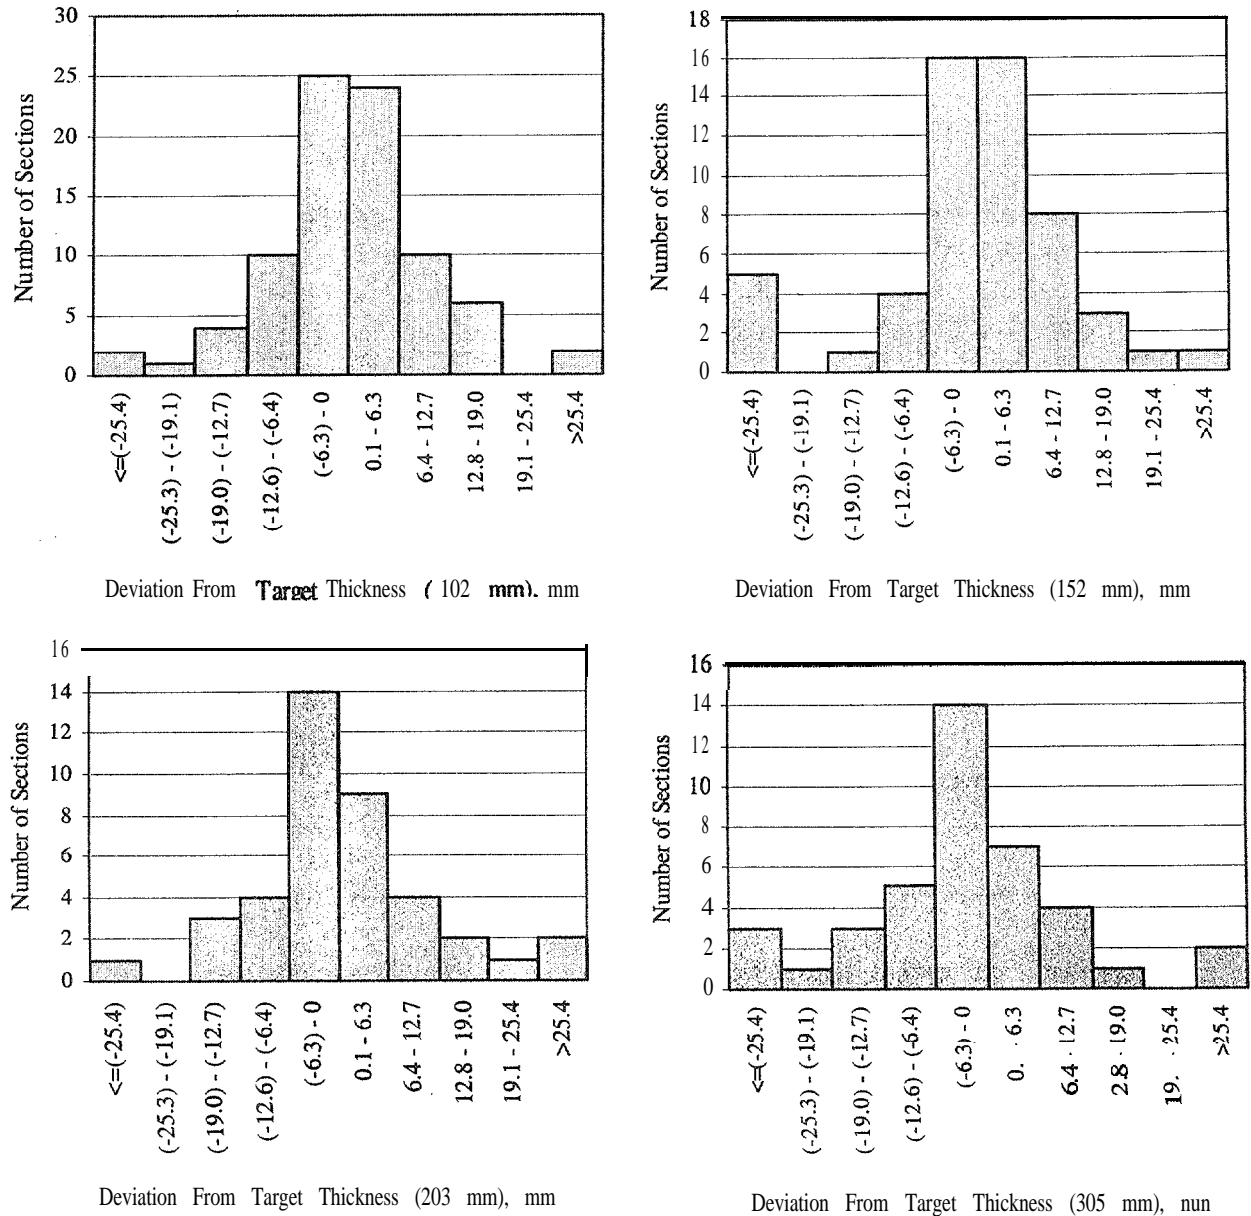 30
25
20
15
10
5
0
Number of Sections
<=(-25.4)
(-25.3) - (-19.1)
(-19.0) - (-12.7)
(-12.6) - (-6.4)
(-6.3) - 0
0.1 - 6.3
6.4 - 12.7
12.8 - 19.0
19.1 - 25.4
>25.4
Deviation From Target Thickness ( 102 mm), mm
18
16
14
12
10
8
6
4
2
0
Number of Sections
<=(-25.4)
(-25.3) - (-19.1)
(-19.0) - (-12.7)
(-12.6) - (-6.4)
(-6.3) - 0
0.1 - 6.3
6.4 - 12.7
12.8 - 19.0
19.1 - 25.4
>25.4
Deviation From Target Thickness (152 mm), mm
16
14
12
10
8
6
4
2
0
Number of Sections
<=(-25.4)
(-25.3) - (-19.1)
(-19.0) - (-12.7)
(-12.6) - (-6.4)
(-6.3) - 0
0.1 - 6.3
6.4 - 12.7
12.8 - 19.0
19.1 - 25.4
>25.4
Deviation From Target Thickness (203 mm), mm
16
14
12
10
8
6
4
2
0
Number of Sections
<=(-25.4)
(-25.3) - (-19.1)
(-19.0) - (-12.7)
(-12.6) - (-6.4)
(-6.3) - 0
0. · 6.3
6.4 · 12.7
2.8 · 19.0
19. · 25.4
>25.4
Deviation From Target Thickness (305 mm), nun